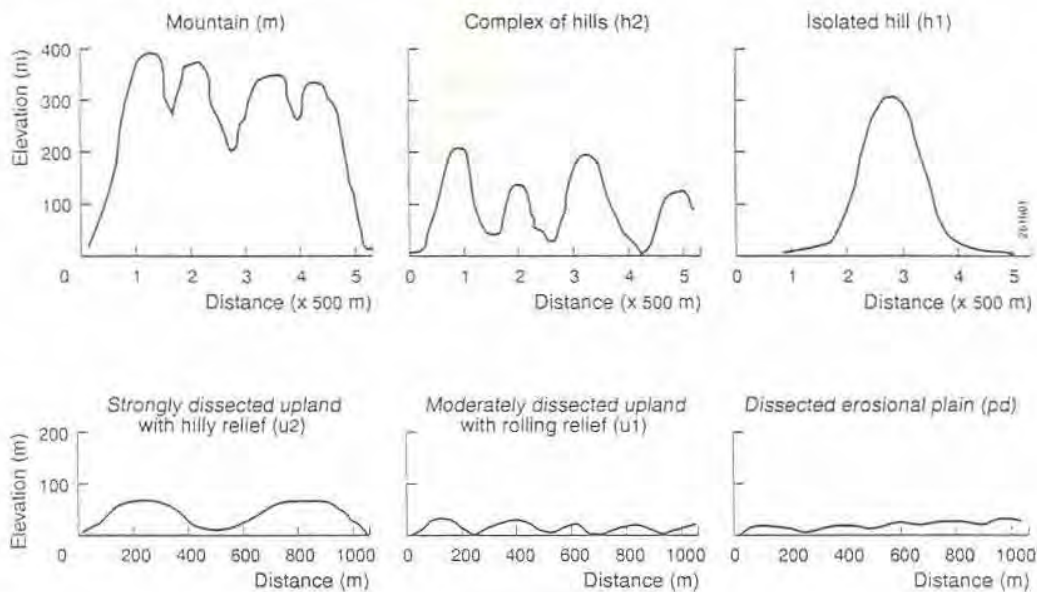 Mountain (m)
Elevation (m)
400
300
200
100
0
1
2
3
4
5
Distance (x 500 m)
Complex of hills (h2)
0
1
2
3
4
5
Distance (x 500 m)
Isolated hill (h1)
0
1
2
3
4
5
Distance (x 500 m)
Strongly dissected upland
with hilly relief (u2)
Elevation (m)
200
100
0
200
400
600
800
1000
Distance (m)
Moderately dissected upland
with rolling relief (u1)
0
200
400
600
800
1000
Distance (m)
Dissected erosional plain (pd)
0
200
400
600
800
1000
Distance (m)